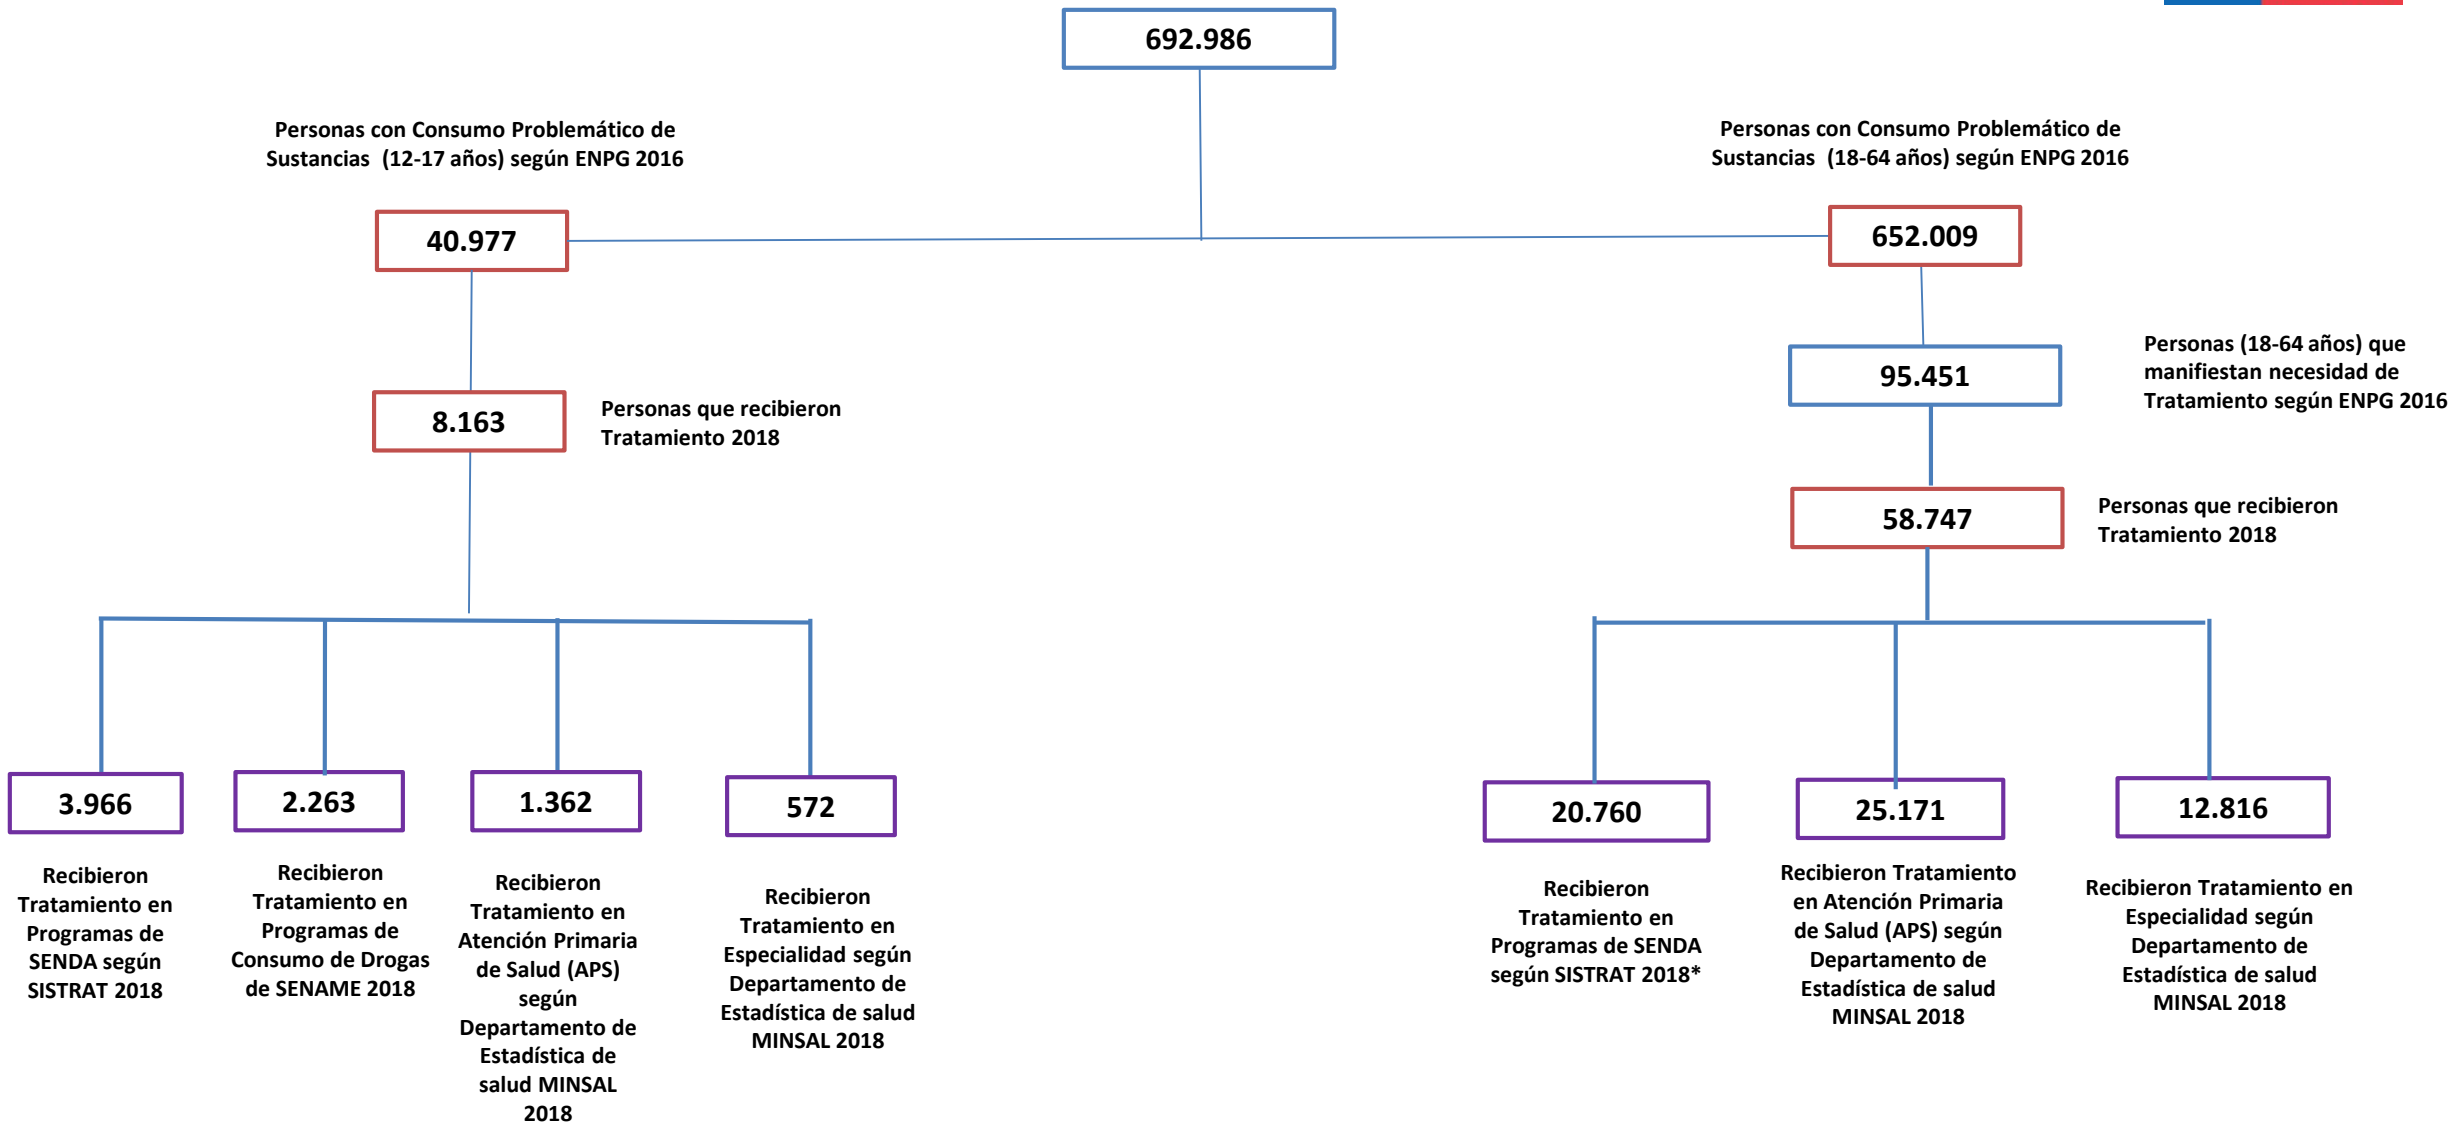 692.986
Personas con Consumo Problemático de
Sustancias (12-17 años) según ENPG 2016
Personas con Consumo Problemático de
Sustancias (18-64 años) según ENPG 2016
40.977
652.009
Personas (18-64 años) que
manifiestan necesidad de
Tratamiento según ENPG 2016
95.451
8.163
Personas que recibieron
Tratamiento 2018
58.747
Personas que recibieron
Tratamiento 2018
3.966
2.263
1.362
572
20.760
25.171
12.816
Recibieron
Tratamiento en
Programas de
SENDA según
SISTRAT 2018
Recibieron
Tratamiento en
Programas de
Consumo de Drogas
de SENAME 2018
Recibieron
Tratamiento en
Atención Primaria
de Salud (APS)
según
Departamento de
Estadística de
salud MINSAL
2018
Recibieron
Tratamiento en
Especialidad según
Departamento de
Estadística de salud
MINSAL 2018
Recibieron
Tratamiento en
Programas de SENDA
según SISTRAT 2018*
Recibieron Tratamiento
en Atención Primaria
de Salud (APS) según
Departamento de
Estadística de salud
MINSAL 2018
Recibieron Tratamiento en
Especialidad según
Departamento de
Estadística de salud
MINSAL 2018